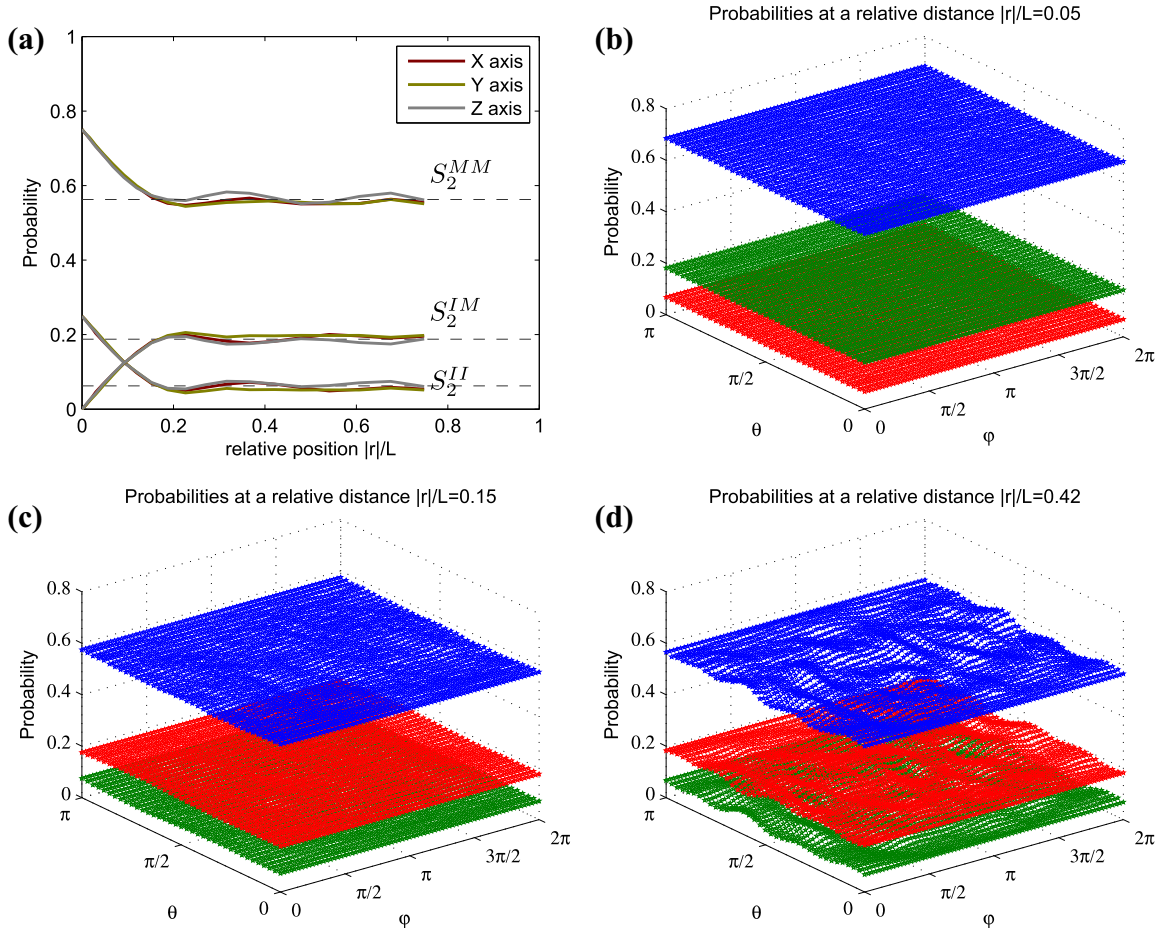 (a)
1
0.8
0.6
0.4
0.2
0
Probability
X axis
Y axis
Z axis
S_2^{MM}
S_2^{IM}
S_2^{II}
0 0.2 0.4 0.6 0.8 1
relative position |r|/L
(b)
Probabilities at a relative distance |r|/L=0.05
0.8
0.6
0.4
0.2
0
Probability
π
π/2
0
θ
0
π/2
π
3π/2
2π
φ
(c)
Probabilities at a relative distance |r|/L=0.15
0.8
0.6
0.4
0.2
0
Probability
π
π/2
0
θ
0
π/2
π
3π/2
2π
φ
(d)
Probabilities at a relative distance |r|/L=0.42
0.8
0.6
0.4
0.2
0
Probability
π
π/2
0
θ
0
π/2
π
3π/2
2π
φ